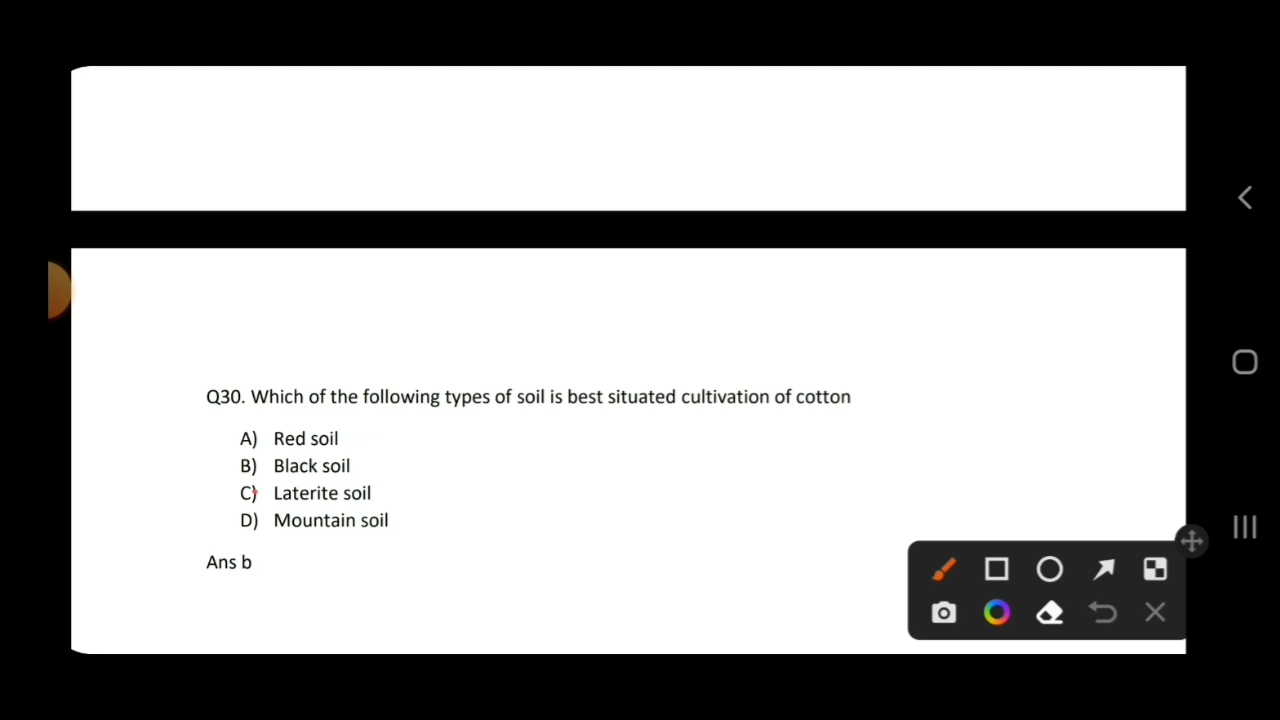 Q30. Which of the following types of soil is best situated cultivation of cotton
A) Red soil
B) Black soil
C) Laterite soil
D) Mountain soil
Ans b